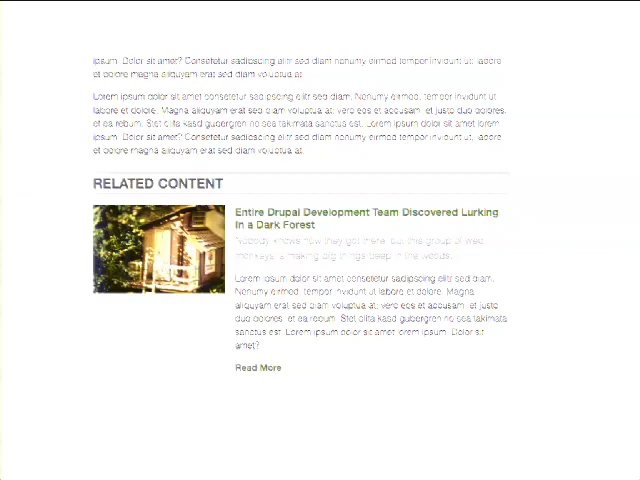 ipsum. Dolor sit amet? Consetetur sadipscing elitr sed diam nonumy eirmod tempor invidunt ut, labore
et dolore magna aliquyam erat sed diam voluptua at.
Lorem ipsum dolor sit amet consetetur sadipscing elitr sed diam. Nonumy eirmod, tempor invidunt ut
labore et dolore. Magna aliquyam erat sed diam voluptua at; vero eos et accusam, et justo duo dolores,
et ea rebum. Stet clita kasd gubergren no sea takimata sanctus est. Lorem ipsum dolor sit amet lorem
ipsum. Dolor sit amet? Consetetur sadipscing elitr sed diam nonumy eirmod tempor invidunt ut, labore
et dolore magna aliquyam erat sed diam voluptua at.
RELATED CONTENT
Entire Drupal Development Team Discovered Lurking
in a Dark Forest
Nobody knows how they got there, but this group of web
monkeys, is making big things deep in the woods.
Lorem ipsum dolor sit amet consetetur sadipscing elitr sed diam.
Nonumy eirmod, tempor invidunt ut labore et dolore. Magna
aliquyam erat sed diam voluptua at; vero eos et accusam, et justo
duo dolores, et ea rebum. Stet clita kasd gubergren no sea takimata
sanctus est. Lorem ipsum dolor sit amet lorem ipsum. Dolor sit
amet?
Read More